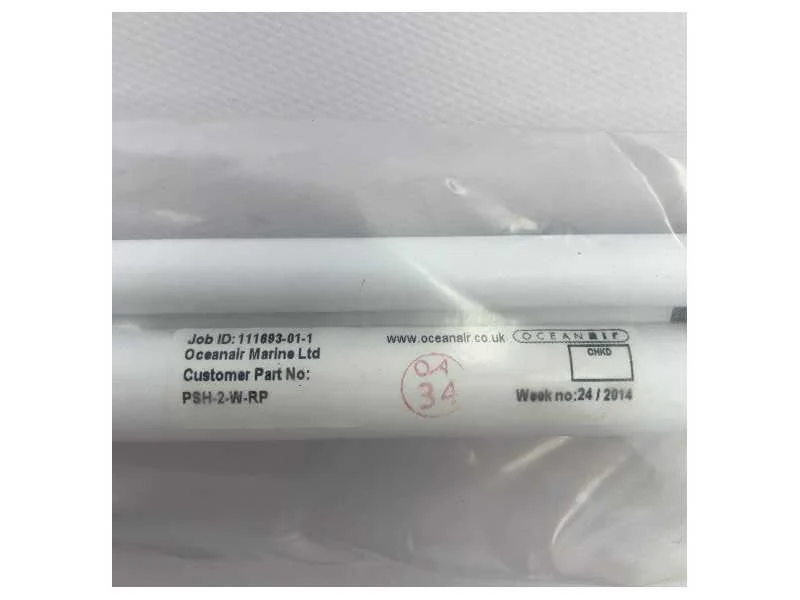 Job ID: 111693-01-1
Oceanair Marine Ltd
Customer Part No:
PSH-2-W-RP
www.oceanair.co.uk
OCEANAIR
CHKD
OA
34
Week no: 24 / 2014